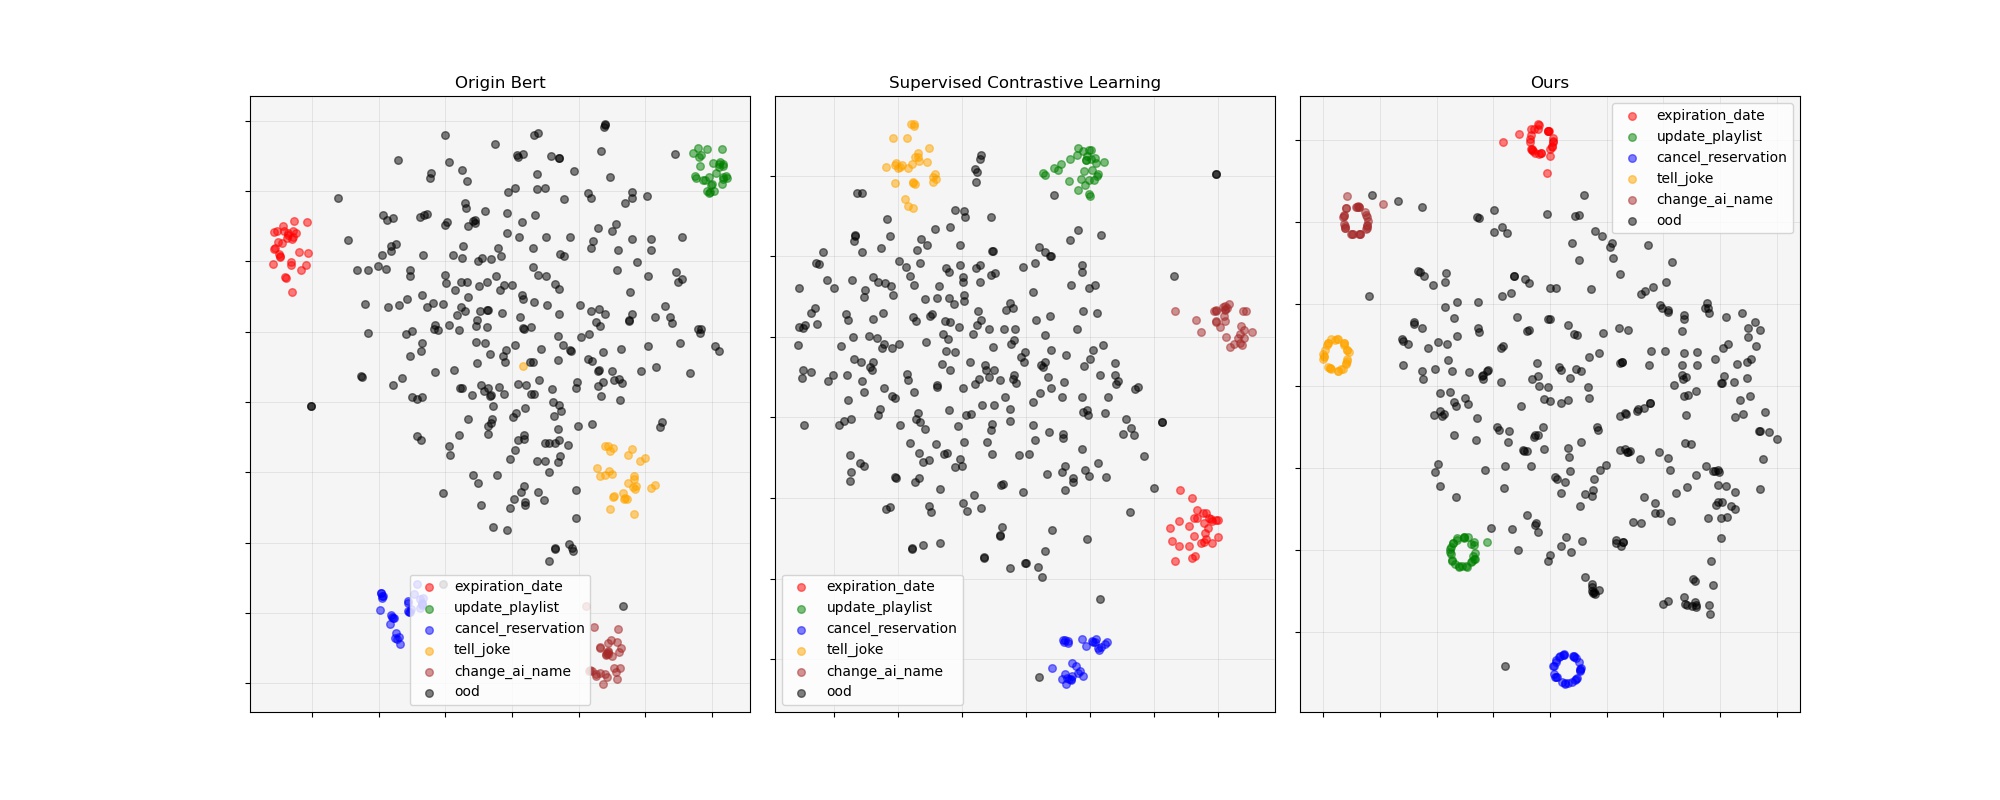 Origin Bert
expiration_date
update_playlist
cancel_reservation
tell_joke
change_ai_name
ood
Supervised Contrastive Learning
expiration_date
update_playlist
cancel_reservation
tell_joke
change_ai_name
ood
Ours
expiration_date
update_playlist
cancel_reservation
tell_joke
change_ai_name
ood